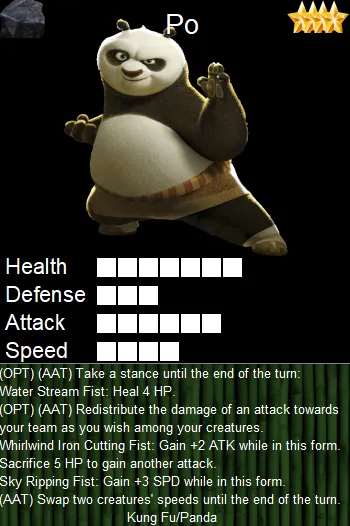 Po
Health
Defense
Attack
Speed
(OPT) (AAT) Take a stance until the end of the turn:
Water Stream Fist: Heal 4 HP.
(OPT) (AAT) Redistribute the damage of an attack towards
your team as you wish among your creatures.
Whirlwind Iron Cutting Fist: Gain +2 ATK while in this form.
Sacrifice 5 HP to gain another attack.
Sky Ripping Fist: Gain +3 SPD while in this form.
(AAT) Swap two creatures' speeds until the end of the turn.
Kung Fu/Panda